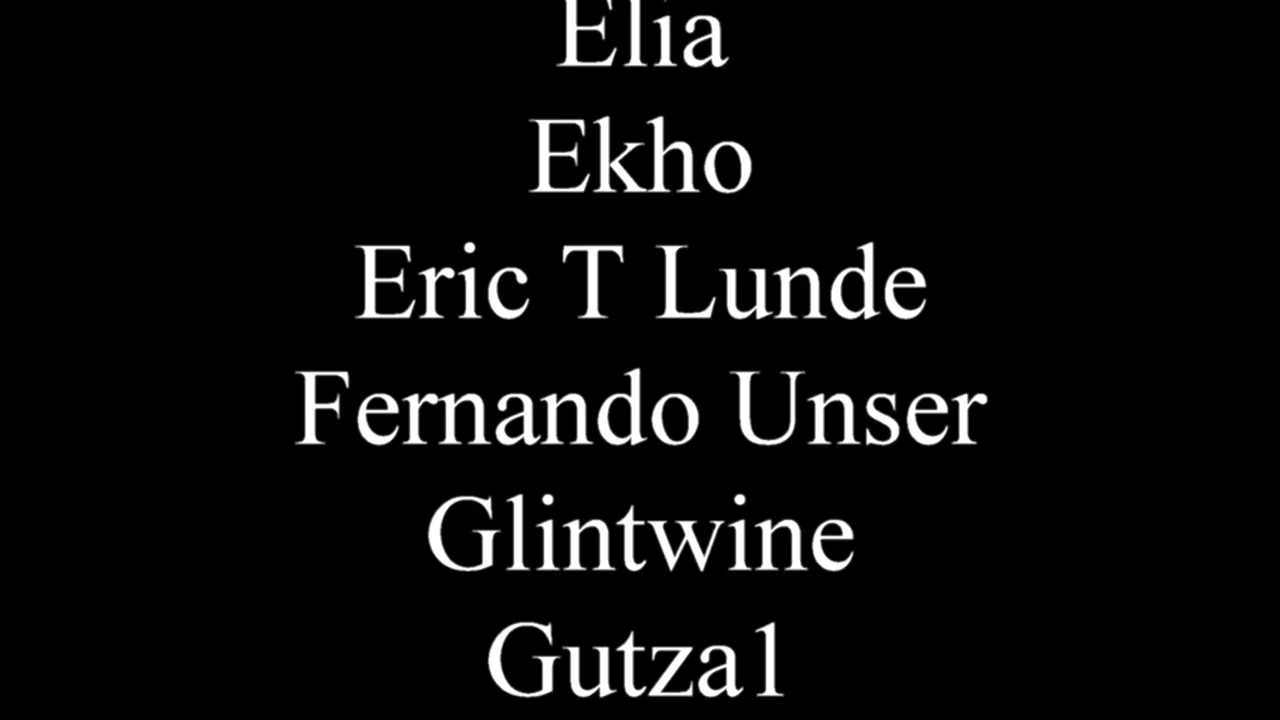 Elia
Ekho
Eric T Lunde
Fernando Unser
Glintwine
Gutza1